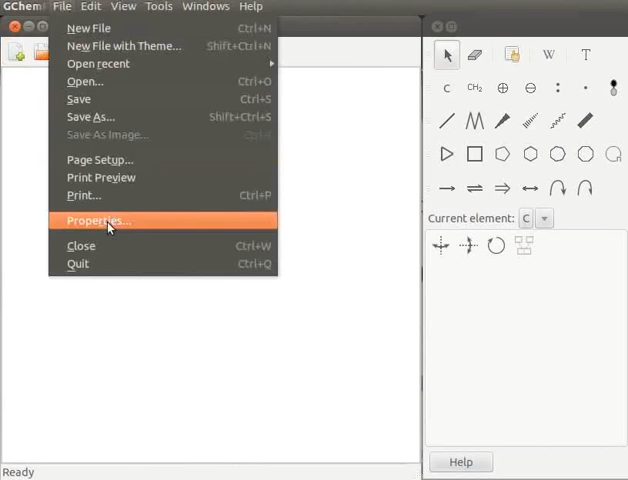 GChem File Edit View Tools Windows Help
New File Ctrl+N
New File with Theme... Shift+Ctrl+N
Open recent
Open... Ctrl+O
Save Ctrl+S
Save As... Shift+Ctrl+S
Save As Image...
Page Setup...
Print Preview
Print... Ctrl+P
Properties...
Close Ctrl+W
Quit Ctrl+Q
Ready
W T
C CH₂
Current element: C
Help